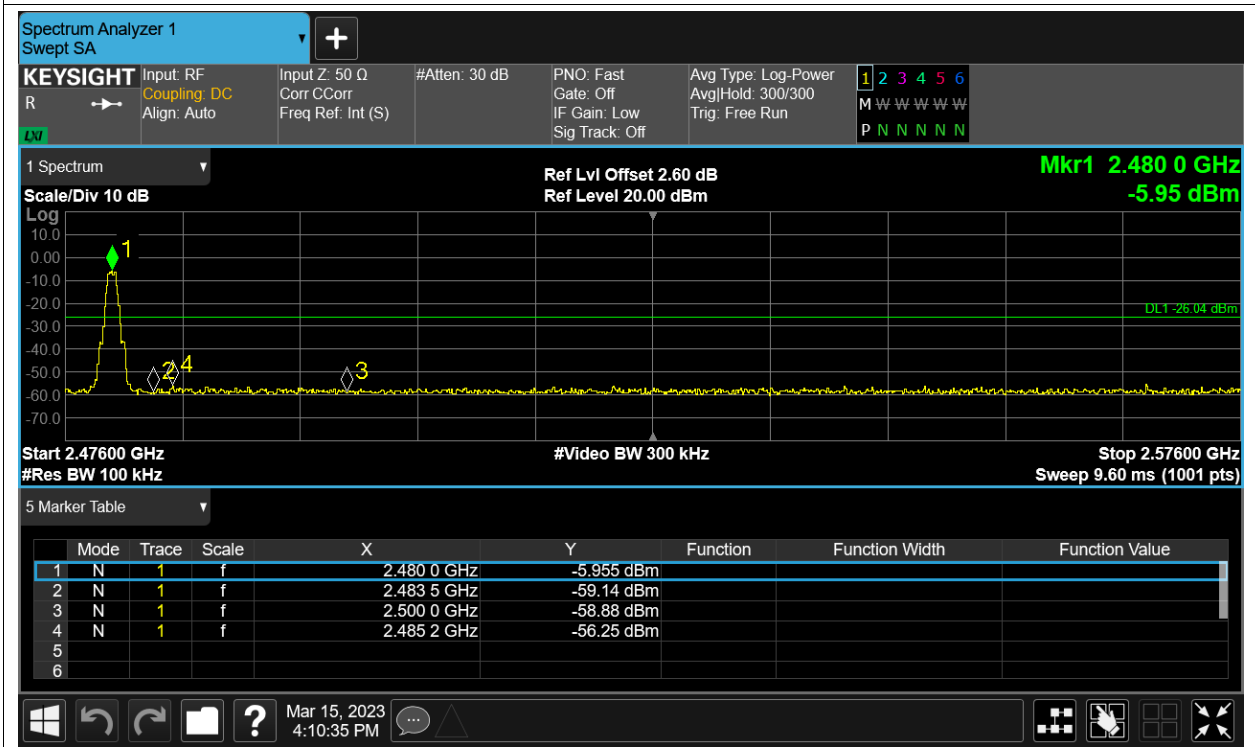 Spectrum Analyzer 1
Swept SA
KEYSIGHT Input: RF Input Z: 50 Ω #Atten: 30 dB PNO: Fast Avg Type: Log-Power 1 2 3 4 5 6
R Coupling: DC Corr CCorr Gate: Off Avg|Hold: 300/300 M W W W W W W
Align: Auto Freq Ref: Int (S) IF Gain: Low Trig: Free Run
LXI Sig Track: Off P N N N N N N
1 Spectrum Ref Lvl Offset 2.60 dB Mkr1 2.480 0 GHz
Scale/Div 10 dB Ref Level 20.00 dBm -5.95 dBm
Log
10.0
1
0.00
-10.0
-20.0
DL1 -26.04 dBm
-30.0
-40.0
2 4 3
-50.0
-60.0
-70.0
Start 2.47600 GHz #Video BW 300 kHz Stop 2.57600 GHz
#Res BW 100 kHz Sweep 9.60 ms (1001 pts)
5 Marker Table
Mode Trace Scale X Y Function Function Width Function Value
1 N 1 f 2.480 0 GHz -5.955 dBm
2 N 1 f 2.483 5 GHz -59.14 dBm
3 N 1 f 2.500 0 GHz -58.88 dBm
4 N 1 f 2.485 2 GHz -56.25 dBm
5
6
? Mar 15, 2023
4:10:35 PM